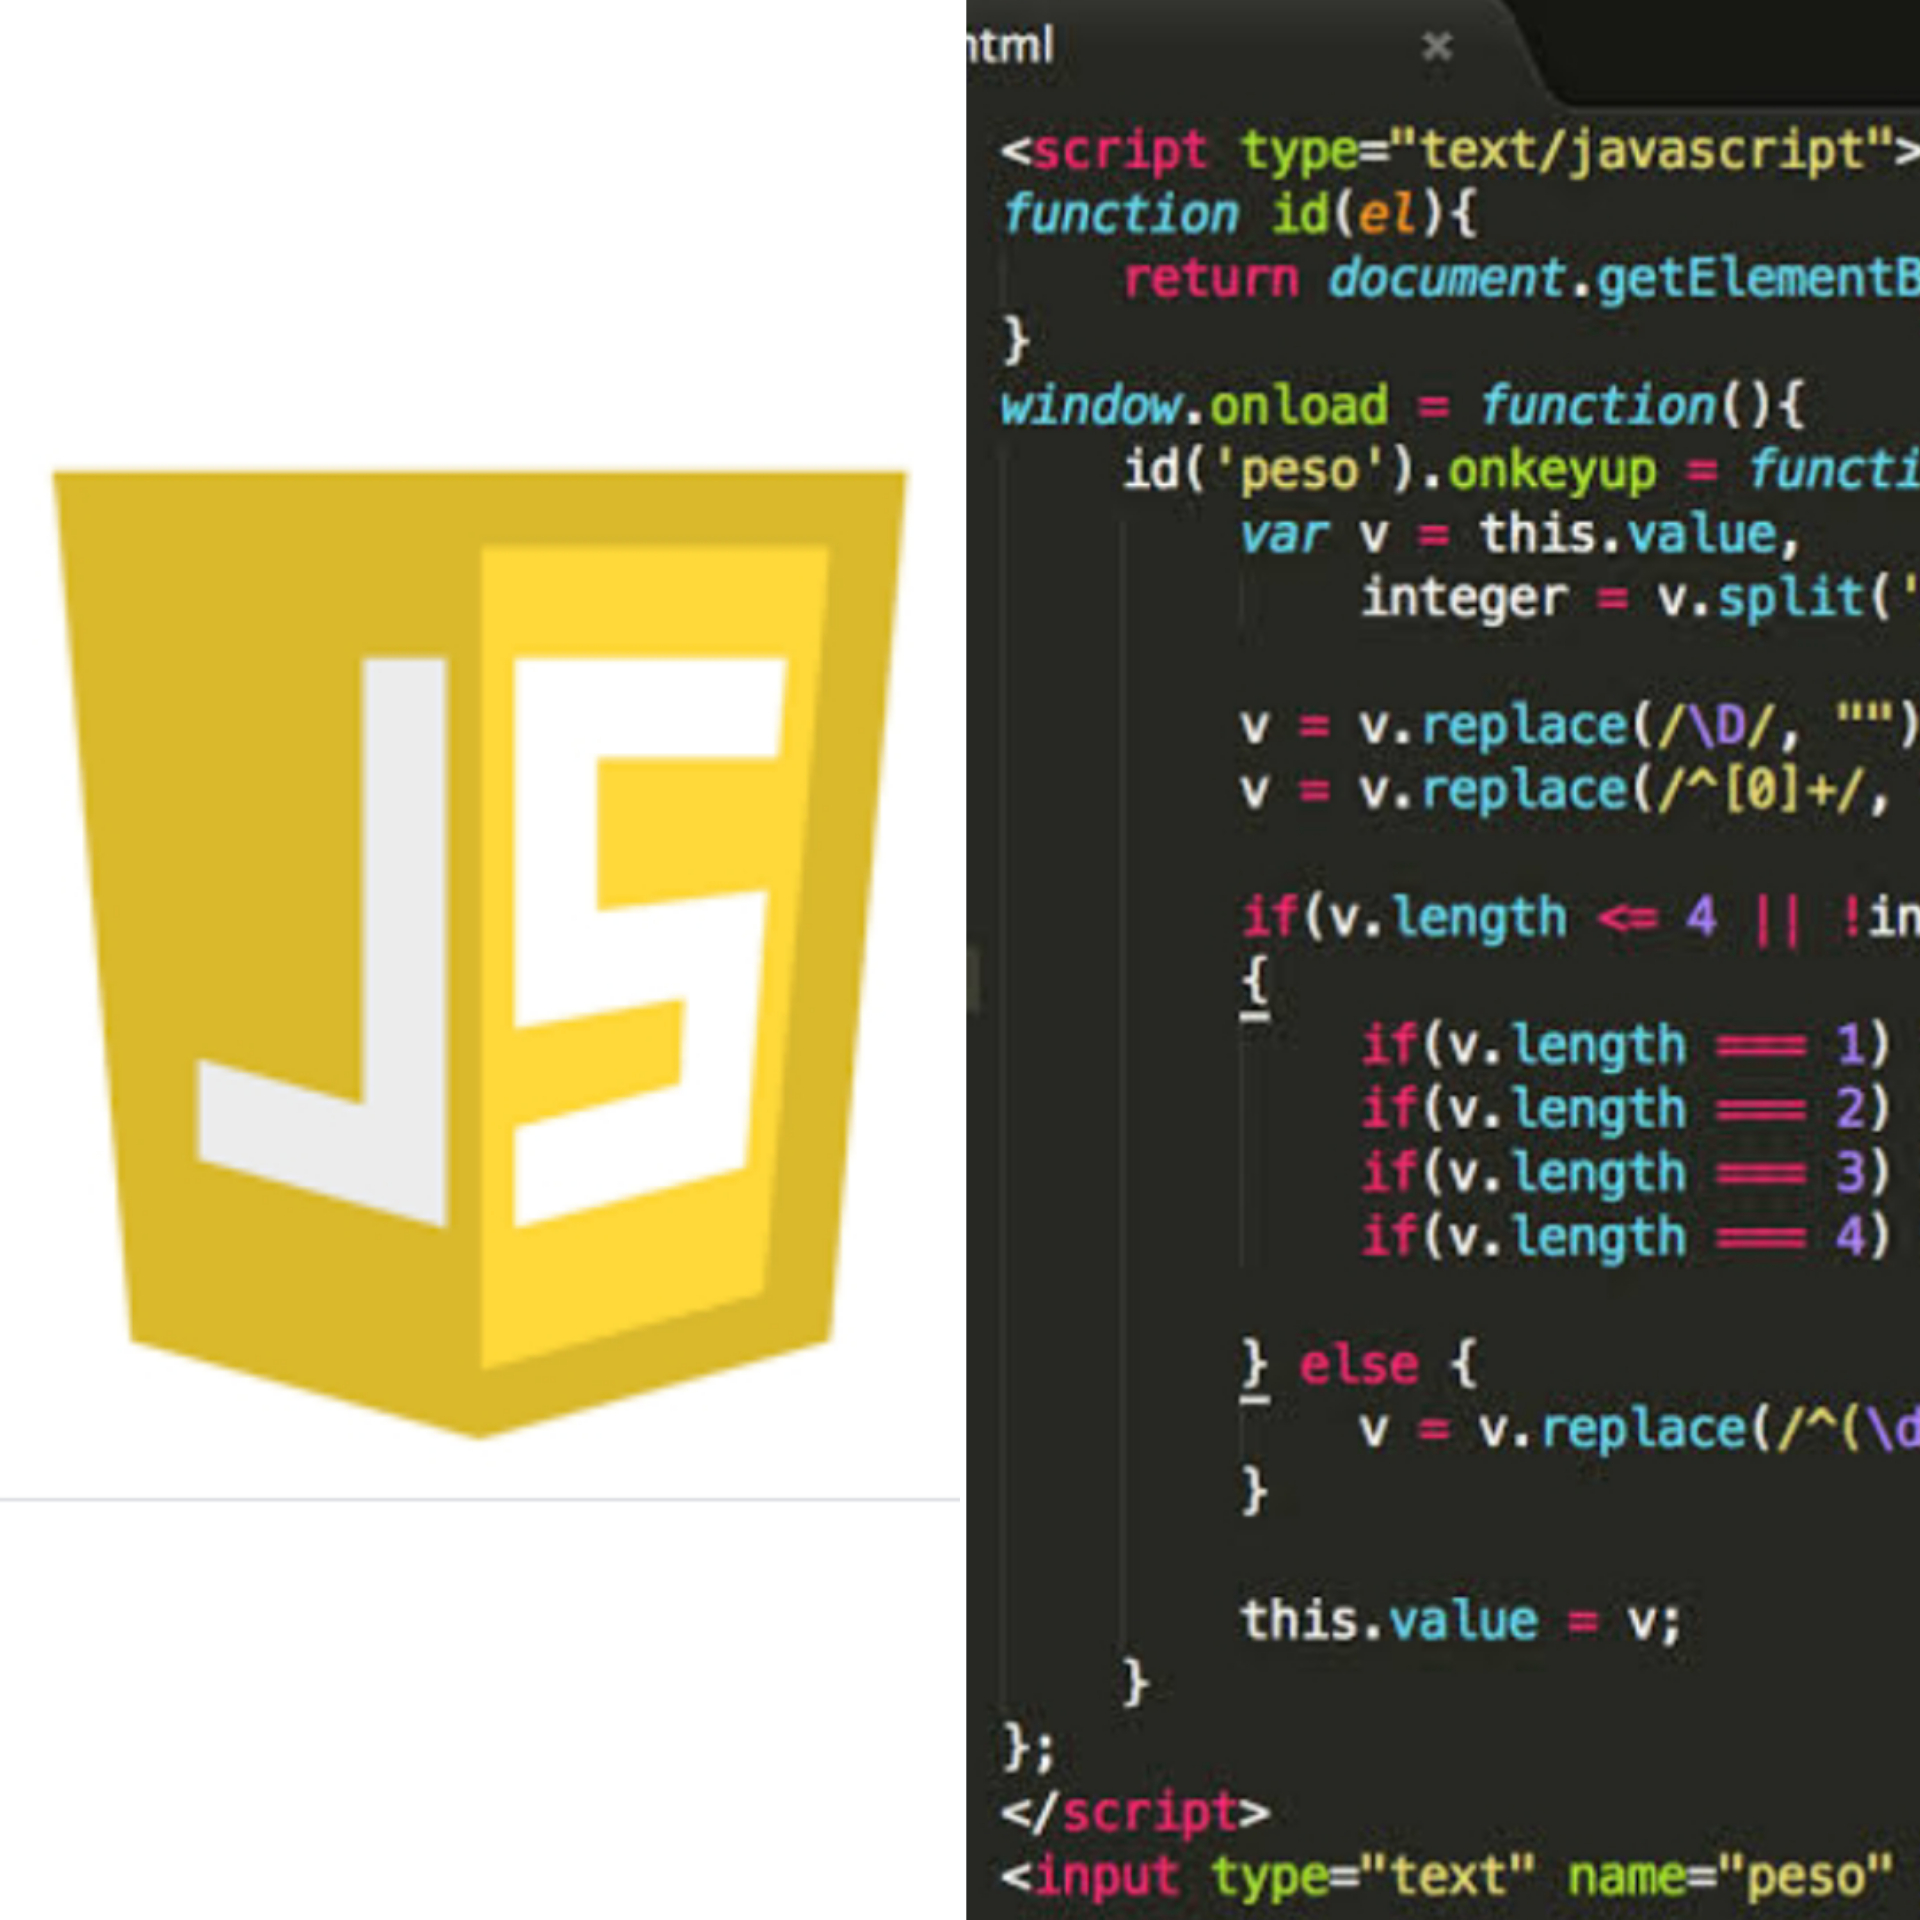 JS
html
<script type="text/javascript">
function id(el){
return document.getElementB
}
window.onload = function(){
id('peso').onkeyup = functi
var v = this.value,
integer = v.split('
v = v.replace(/\D/, "")
v = v.replace(/^[0]+/,
if(v.length <= 4 || !in
{
if(v.length === 1)
if(v.length === 2)
if(v.length === 3)
if(v.length === 4)
} else {
v = v.replace(/^(\d
}
this.value = v;
}
};
</script>
<input type="text" name="peso"